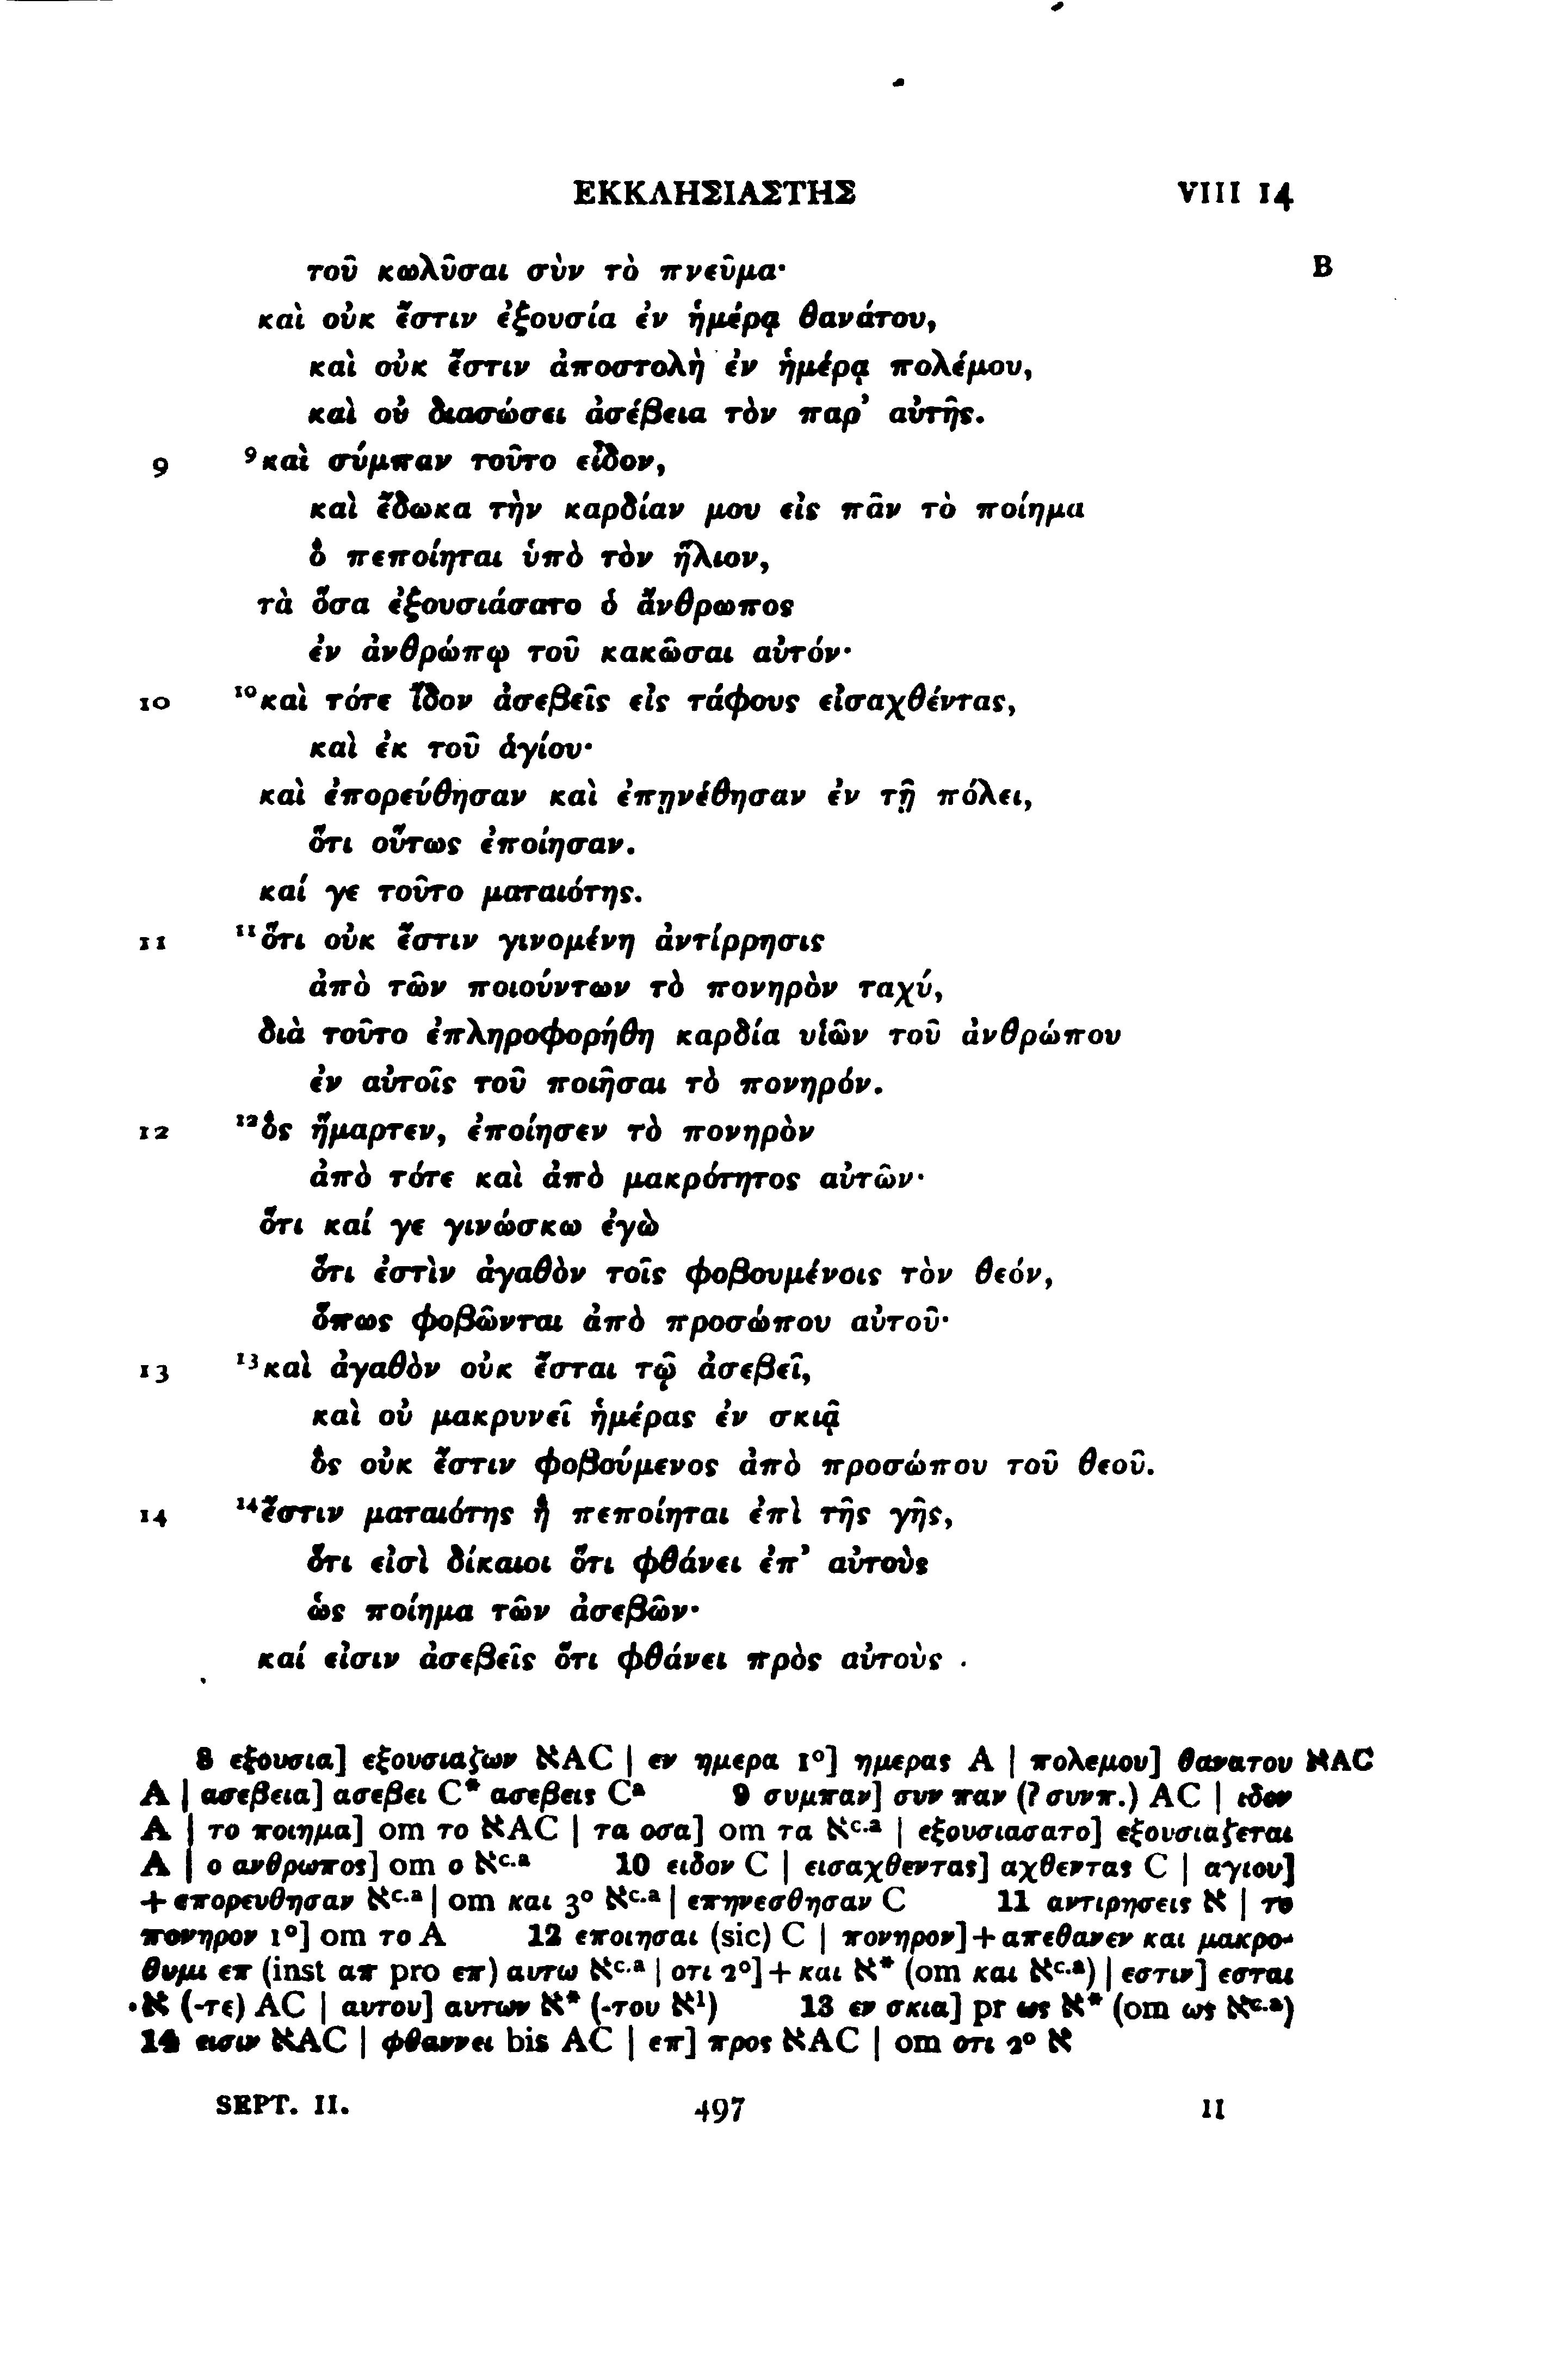 ΕΚΚΛΗΣΙΑΣΤΗΣ VIII 14
τοῦ κωλῦσαι σὺν τὸ πνεῦμα· B
καὶ οὐκ ἔστιν ἐξουσία ἐν ἡμέρᾳ θανάτου,
καὶ οὐκ ἔστιν ἀποστολὴ ἐν ἡμέρᾳ πολέμου,
καὶ οὐ διασώσει ἀσέβεια τὸν παρ’ αὐτῆς.
9 ⁹καὶ σύμπαν τοῦτο εἶδον,
καὶ ἔδωκα τὴν καρδίαν μου εἰς πᾶν τὸ ποίημα
ὃ πεποίηται ὑπὸ τὸν ἥλιον,
τὰ ὅσα ἐξουσιάσατο ὁ ἄνθρωπος
ἐν ἀνθρώπῳ τοῦ κακῶσαι αὐτόν·
10 ¹⁰καὶ τότε ἴδον ἀσεβεῖς εἰς τάφους εἰσαχθέντας,
καὶ ἐκ τοῦ ἁγίου·
καὶ ἐπορεύθησαν καὶ ἐπῃνέθησαν ἐν τῇ πόλει,
ὅτι οὕτως ἐποίησαν.
καί γε τοῦτο ματαιότης.
11 ¹¹ὅτι οὐκ ἔστιν γινομένη ἀντίρρησις
ἀπὸ τῶν ποιούντων τὸ πονηρὸν ταχύ,
διὰ τοῦτο ἐπληροφορήθη καρδία υἱῶν τοῦ ἀνθρώπου
ἐν αὐτοῖς τοῦ ποιῆσαι τὸ πονηρόν.
12 ¹²ὃς ἥμαρτεν, ἐποίησεν τὸ πονηρὸν
ἀπὸ τότε καὶ ἀπὸ μακρότητος αὐτῶν·
ὅτι καί γε γινώσκω ἐγὼ
ὅτι ἐστὶν ἀγαθὸν τοῖς φοβουμένοις τὸν θεόν,
ὅπως φοβῶνται ἀπὸ προσώπου αὐτοῦ·
13 ¹³καὶ ἀγαθὸν οὐκ ἔσται τῷ ἀσεβεῖ,
καὶ οὐ μακρυνεῖ ἡμέρας ἐν σκιᾷ
ὃς οὐκ ἔστιν φοβούμενος ἀπὸ προσώπου τοῦ θεοῦ.
14 ¹⁴ἔστιν ματαιότης ἣ πεποίηται ἐπὶ τῆς γῆς,
ὅτι εἰσὶ δίκαιοι ὅτι φθάνει ἐπ’ αὐτοὺς
ὡς ποίημα τῶν ἀσεβῶν·
καί εἰσιν ἀσεβεῖς ὅτι φθάνει πρὸς αὐτοὺς
8 εξουσια] εξουσιαζων ℵAC | εν ημερα 1°] ημερας A | πολεμου] θανατου ℵAC
A | ασεβεια] ασεβει C* ασεβεις Cᵃ 9 συμπαν] συν παν (? συνπ.) AC | ιδον
A | το ποιημα] om το ℵAC | τα οσα] om τα ℵᶜ·ᵃ | εξουσιασατο] εξουσιαζεται
A | ο ανθρωπος] om ο ℵᶜ·ᵃ 10 ειδον C | εισαχθεντας] αχθεντας C | αγιου]
+ επορευθησαν ℵᶜ·ᵃ | om και 3° ℵᶜ·ᵃ | επηνεσθησαν C 11 αντιρησεις ℵ | το
πονηρον 1°] om το A 12 εποιησαι (sic) C | πονηρον] + απεθανεν και μακρο-
θυμι επ (inst απ pro επ) αυτω ℵᶜ·ᵃ | οτι 2°] + και ℵ* (om και ℵᶜ·ᵃ) | εστιν] εσται
ℵ (-τε) AC | αυτου] αυτων ℵ* (-του ℵ¹) 13 εν σκια] pr ως ℵ* (om ως ℵᶜ·ᵃ)
14 εισιν ℵAC | φθαννει bis AC | επ] προς ℵAC | om οτι 2° ℵ
SEPT. II. 497 II